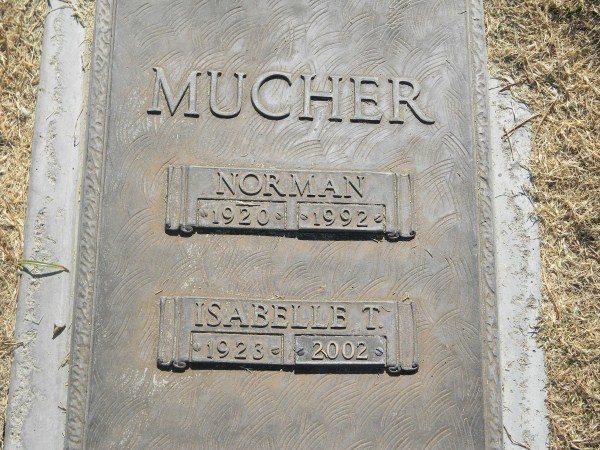 MUCHER
NORMAN
1920 1992
ISABELLE T.
1923 2002